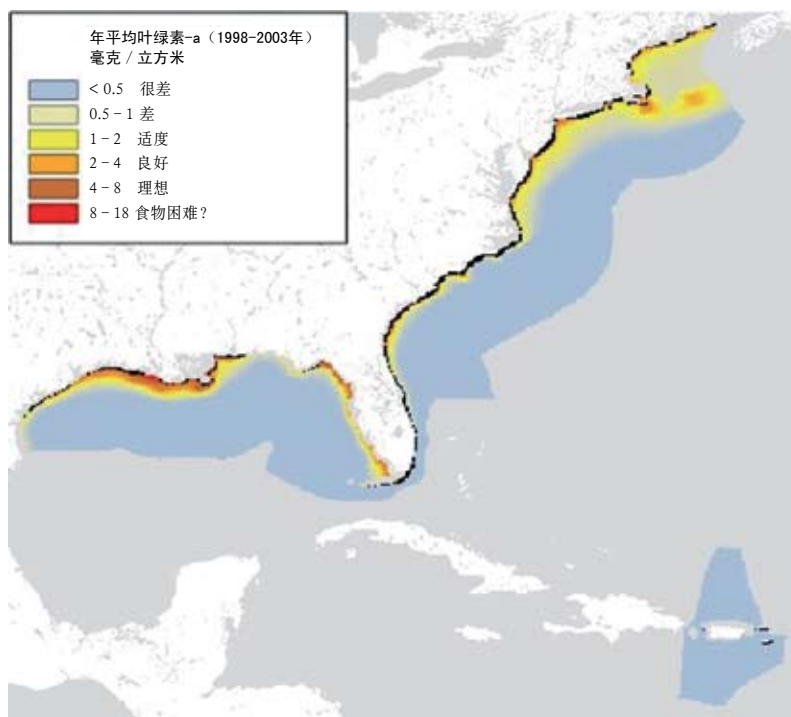 年平均叶绿素-a（1998-2003年）
毫克 / 立方米
< 0.5 很差
0.5 – 1 差
1 – 2 适度
2 – 4 良好
4 – 8 理想
8 – 18 食物困难？